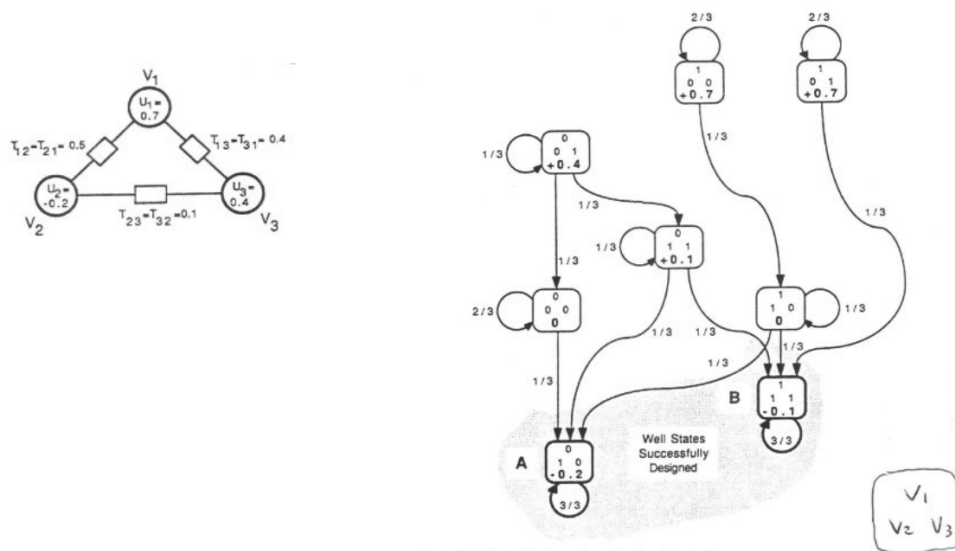 V1
U1=
0.7
T12=T21= 0.5
T13=T31= 0.4
U2=
-0.2
U3=
0.4
V2
T23=T32=0.1
V3
2/3
2/3
1
0 0
+0.7
1
0 1
+0.7
1/3
1/3
0
0 1
+0.4
1/3
1/3
1/3
0
1 1
+0.1
1/3
1/3
2/3
0
0 0
0
1
1 0
0
1/3
1/3
1/3
1/3
1/3
1/3
B
1
1 1
-0.1
3/3
A
0
1 0
-0.2
3/3
Well States
Successfully
Designed
V1
V2 V3